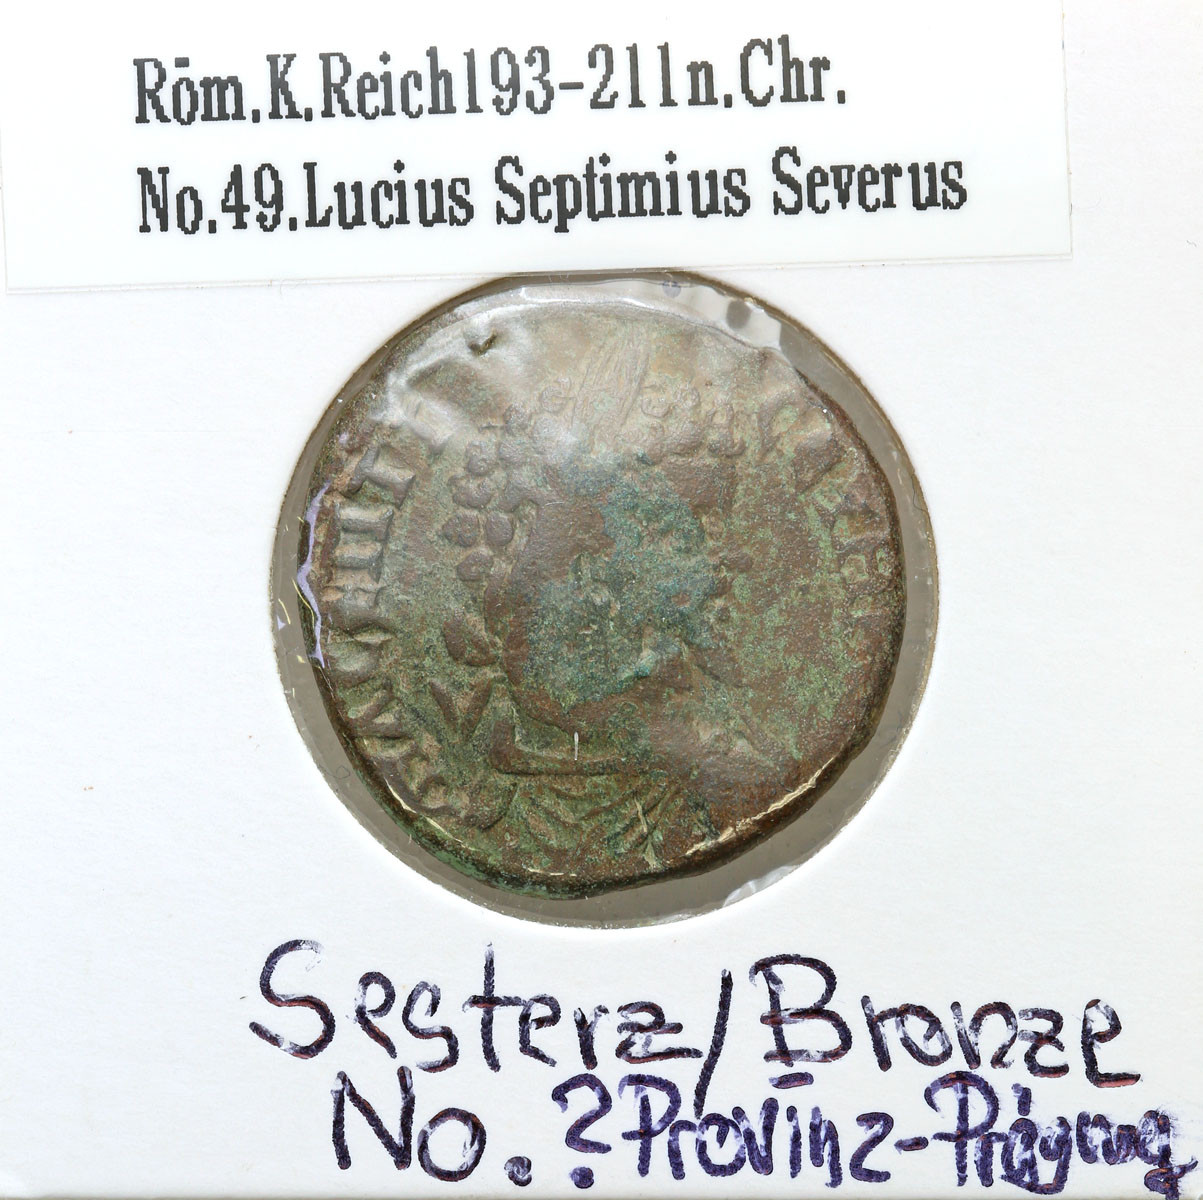 Röm.K.Reich193-211n.Chr.
No.49.Lucius Septimius Severus
Sesterz/Bronze
No.?Provinz-Prägung